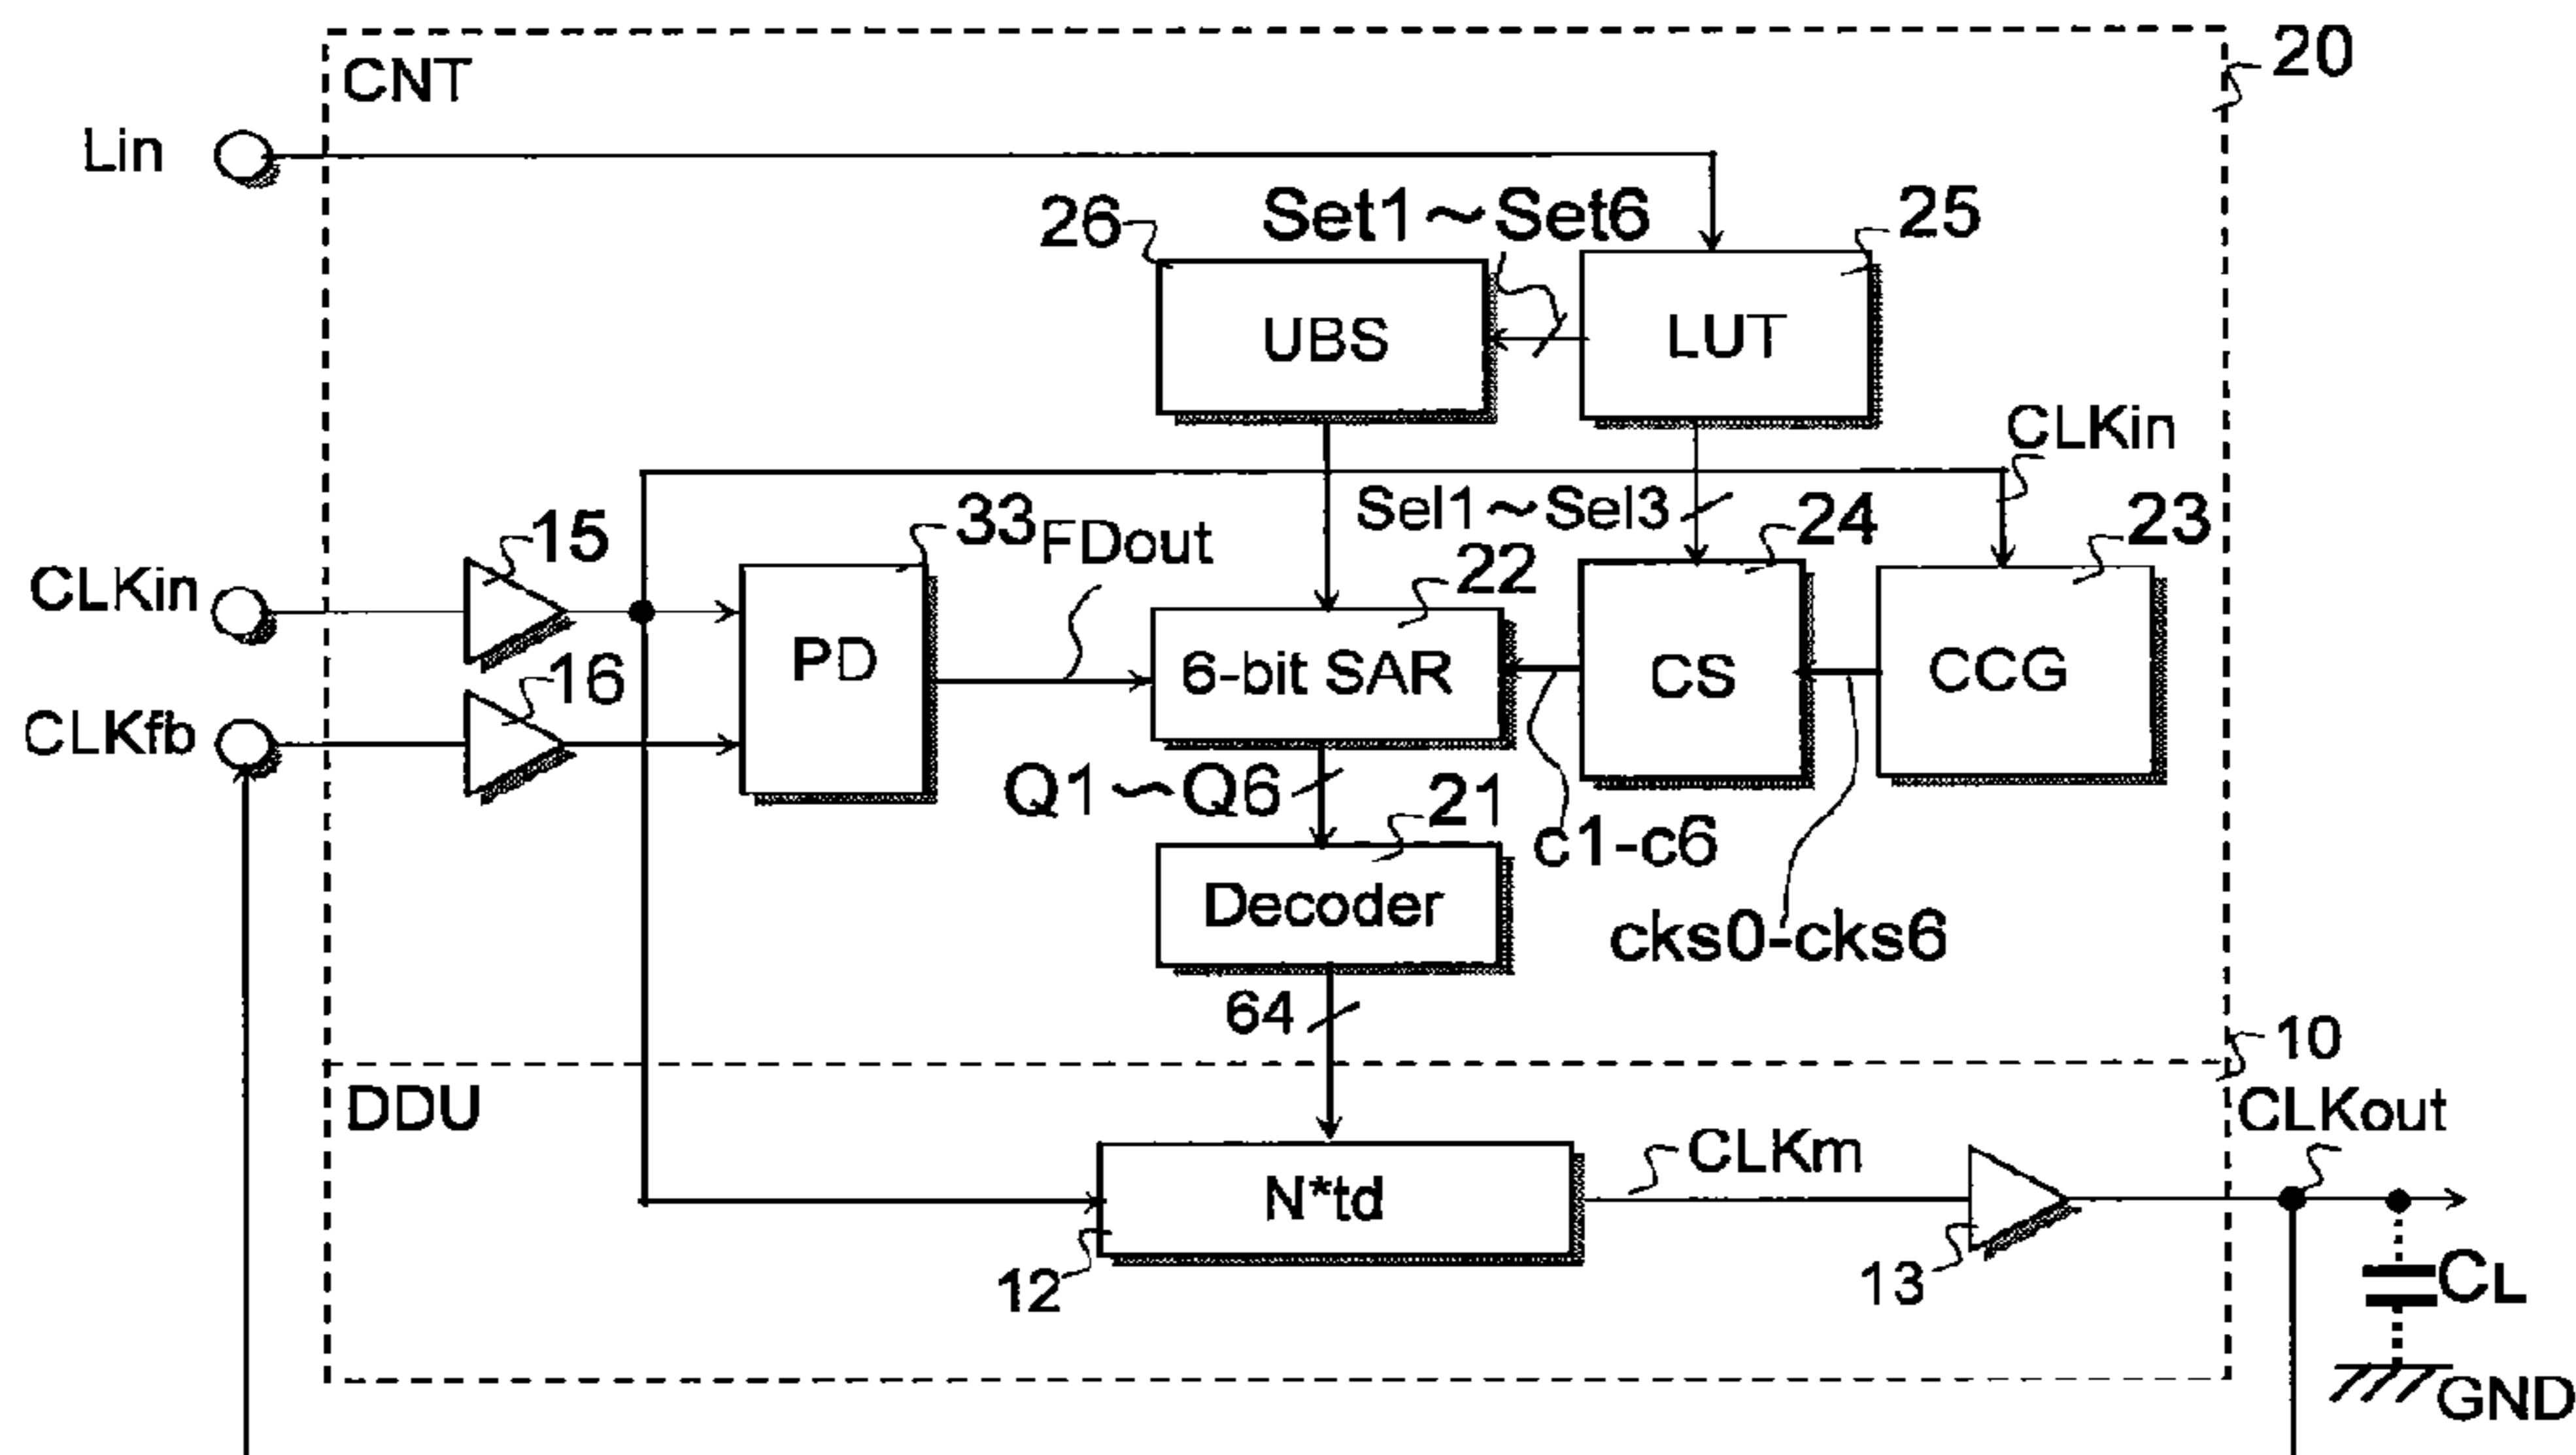 20
CNT
Lin
26
Set1~Set6
25
UBS
LUT
CLKin
Sel1~Sel3
24
23
15
33
FDout
22
CLKin
PD
6-bit SAR
CS
CCG
16
CLKfb
Q1~Q6
21
c1-c6
Decoder
cks0-cks6
64
10
DDU
CLKout
N*td
CLKm
12
13
CL
GND